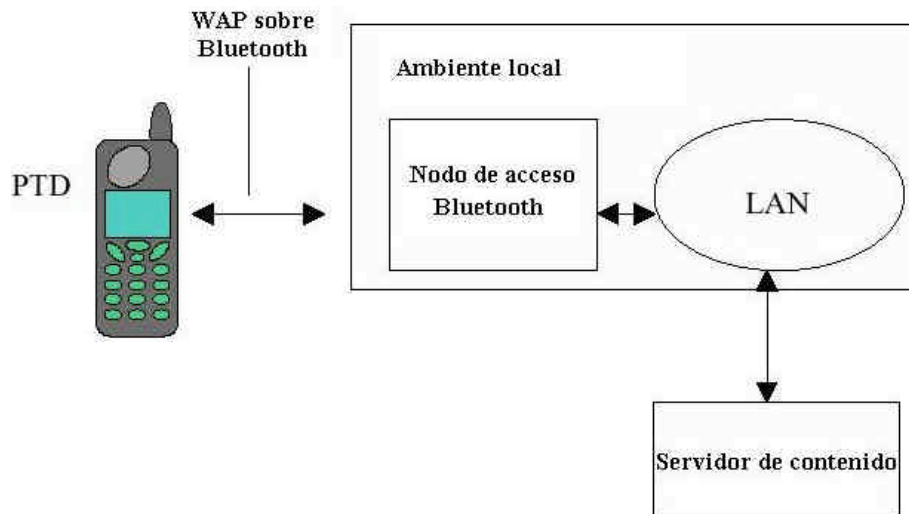 WAP sobre
Bluetooth
Ambiente local
PTD
Nodo de acceso
Bluetooth
LAN
Servidor de contenido